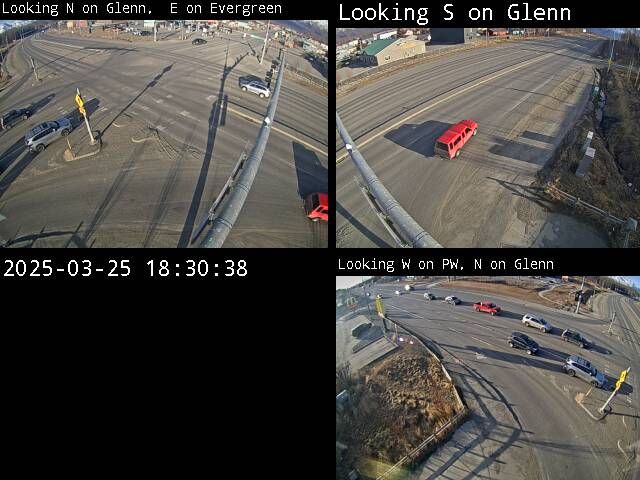 Looking N on Glenn,  E on Evergreen
Looking S on Glenn
2025-03-25 18:30:38
Looking W on PW, N on Glenn